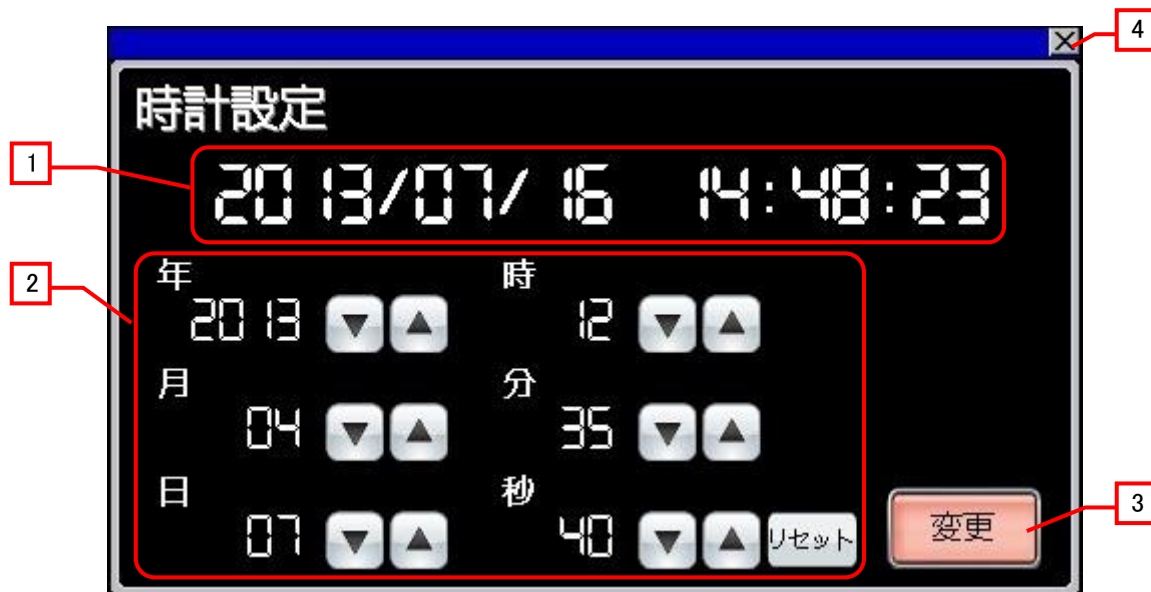 4
時計設定
1
2013/07/16 14:48:23
2
年 時
2013 ▼ ▲ 12 ▼ ▲
月 分
04 ▼ ▲ 35 ▼ ▲
日 秒
07 ▼ ▲ 40 ▼ ▲ リセット
変更
3